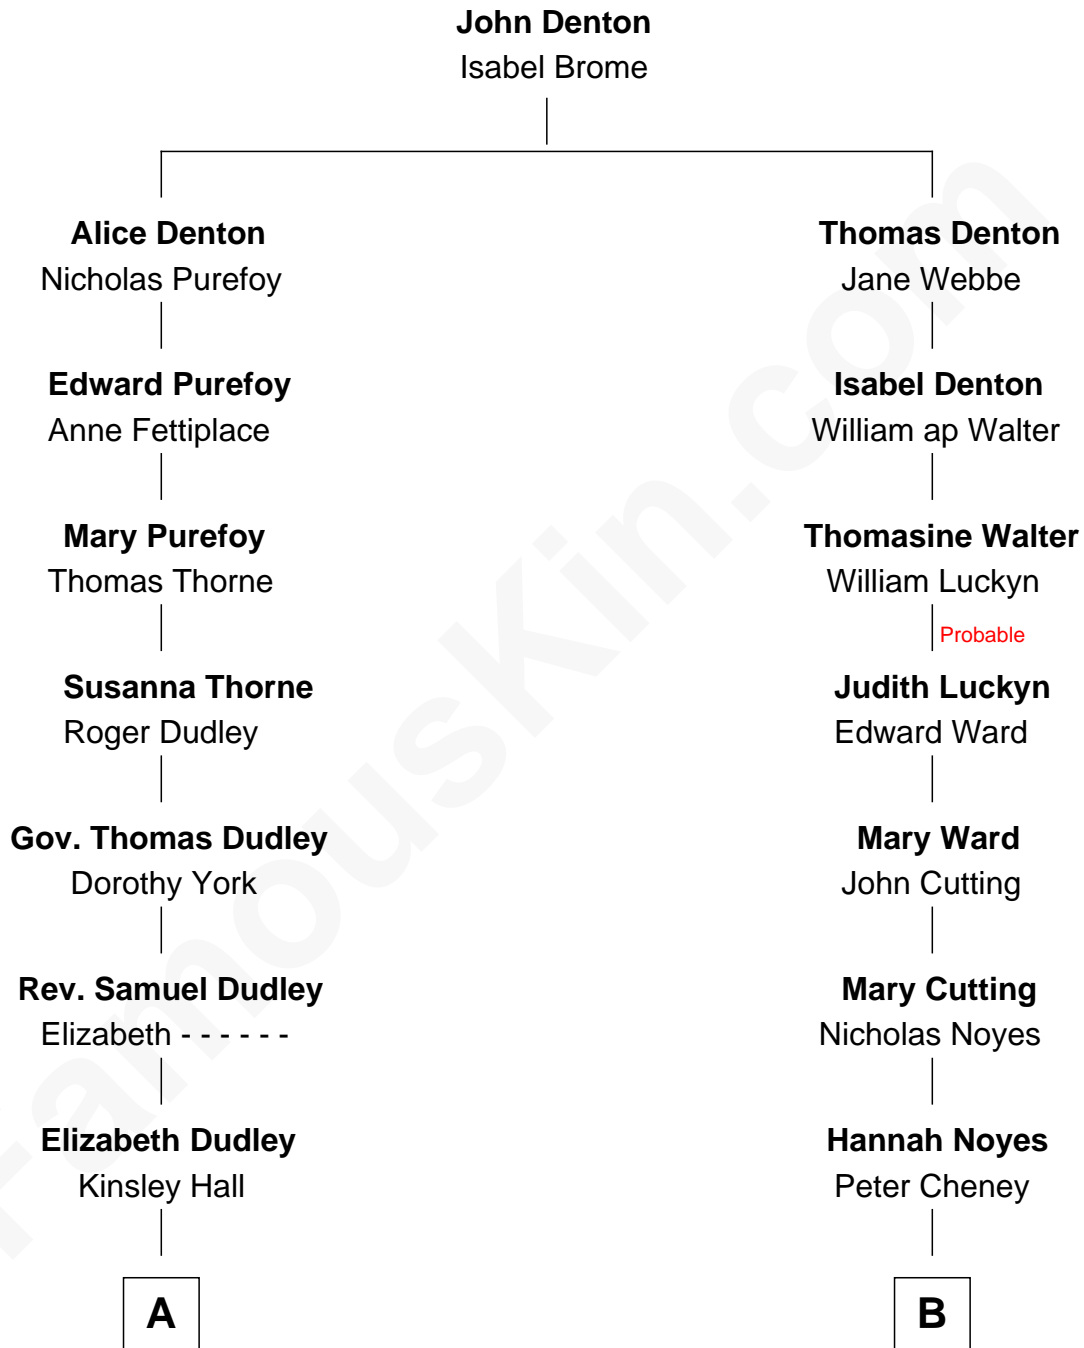 John Denton
Isabel Brome
Alice Denton
Nicholas Purefoy
Edward Purefoy
Anne Fettiplace
Mary Purefoy
Thomas Thorne
Susanna Thorne
Roger Dudley
Gov. Thomas Dudley
Dorothy York
Rev. Samuel Dudley
Elizabeth - - - - - -
Elizabeth Dudley
Kinsley Hall
A
Thomas Denton
Jane Webbe
Isabel Denton
William ap Walter
Thomasine Walter
William Luckyn
Probable
Judith Luckyn
Edward Ward
Mary Ward
John Cutting
Mary Cutting
Nicholas Noyes
Hannah Noyes
Peter Cheney
B
FamousKin.com